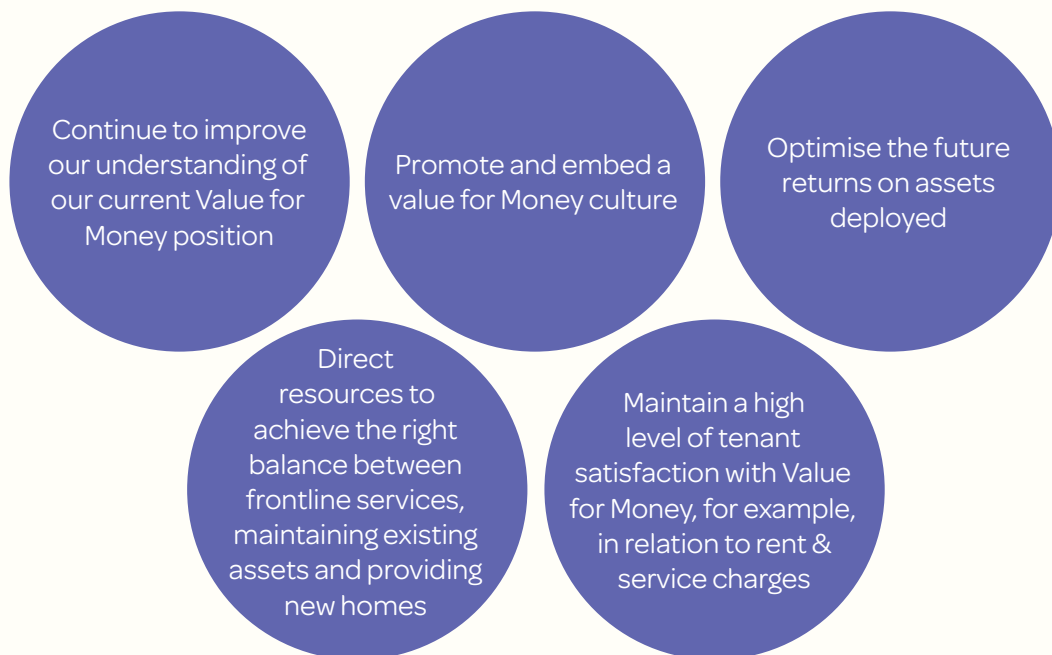 Continue to improve
our understanding of
our current Value for
Money position
Promote and embed a
value for Money culture
Optimise the future
returns on assets
deployed
Direct
resources to
achieve the right
balance between
frontline services,
maintaining existing
assets and providing
new homes
Maintain a high
level of tenant
satisfaction with Value
for Money, for example,
in relation to rent &
service charges